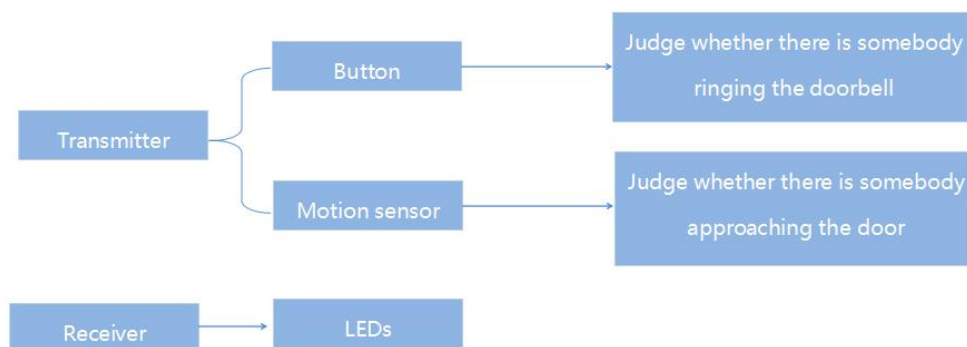 Transmitter
Button
Judge whether there is somebody
ringing the doorbell
Motion sensor
Judge whether there is somebody
approaching the door
Receiver
LEDs